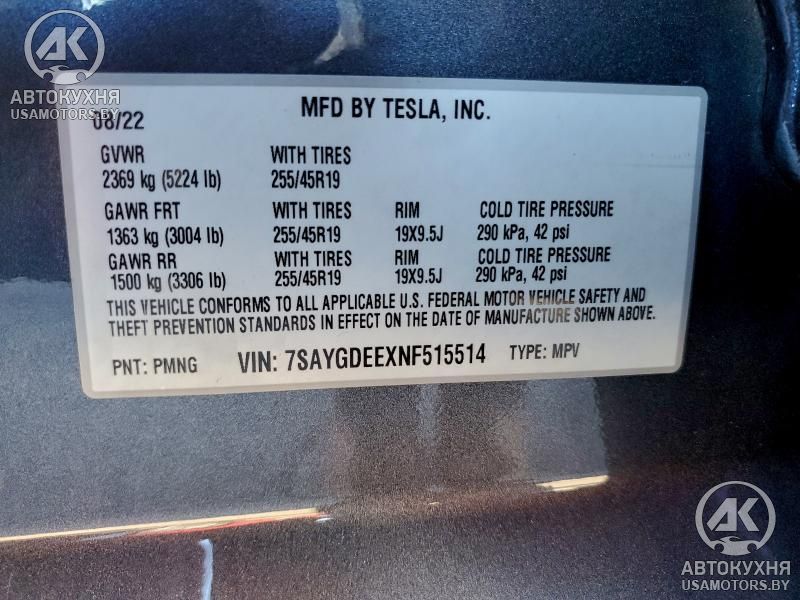 AK
АВТОКУХНЯ
USAMOTORS.BY
08/22
MFD BY TESLA, INC.
GVWR WITH TIRES
2369 kg (5224 lb) 255/45R19
GAWR FRT WITH TIRES RIM COLD TIRE PRESSURE
1363 kg (3004 lb) 255/45R19 19X9.5J 290 kPa, 42 psi
GAWR RR WITH TIRES RIM COLD TIRE PRESSURE
1500 kg (3306 lb) 255/45R19 19X9.5J 290 kPa, 42 psi
THIS VEHICLE CONFORMS TO ALL APPLICABLE U.S. FEDERAL MOTOR VEHICLE SAFETY AND
THEFT PREVENTION STANDARDS IN EFFECT ON THE DATE OF MANUFACTURE SHOWN ABOVE.
PNT: PMNG VIN: 7SAYGDEEXNF515514 TYPE: MPV
AK
АВТОКУХНЯ
USAMOTORS.BY